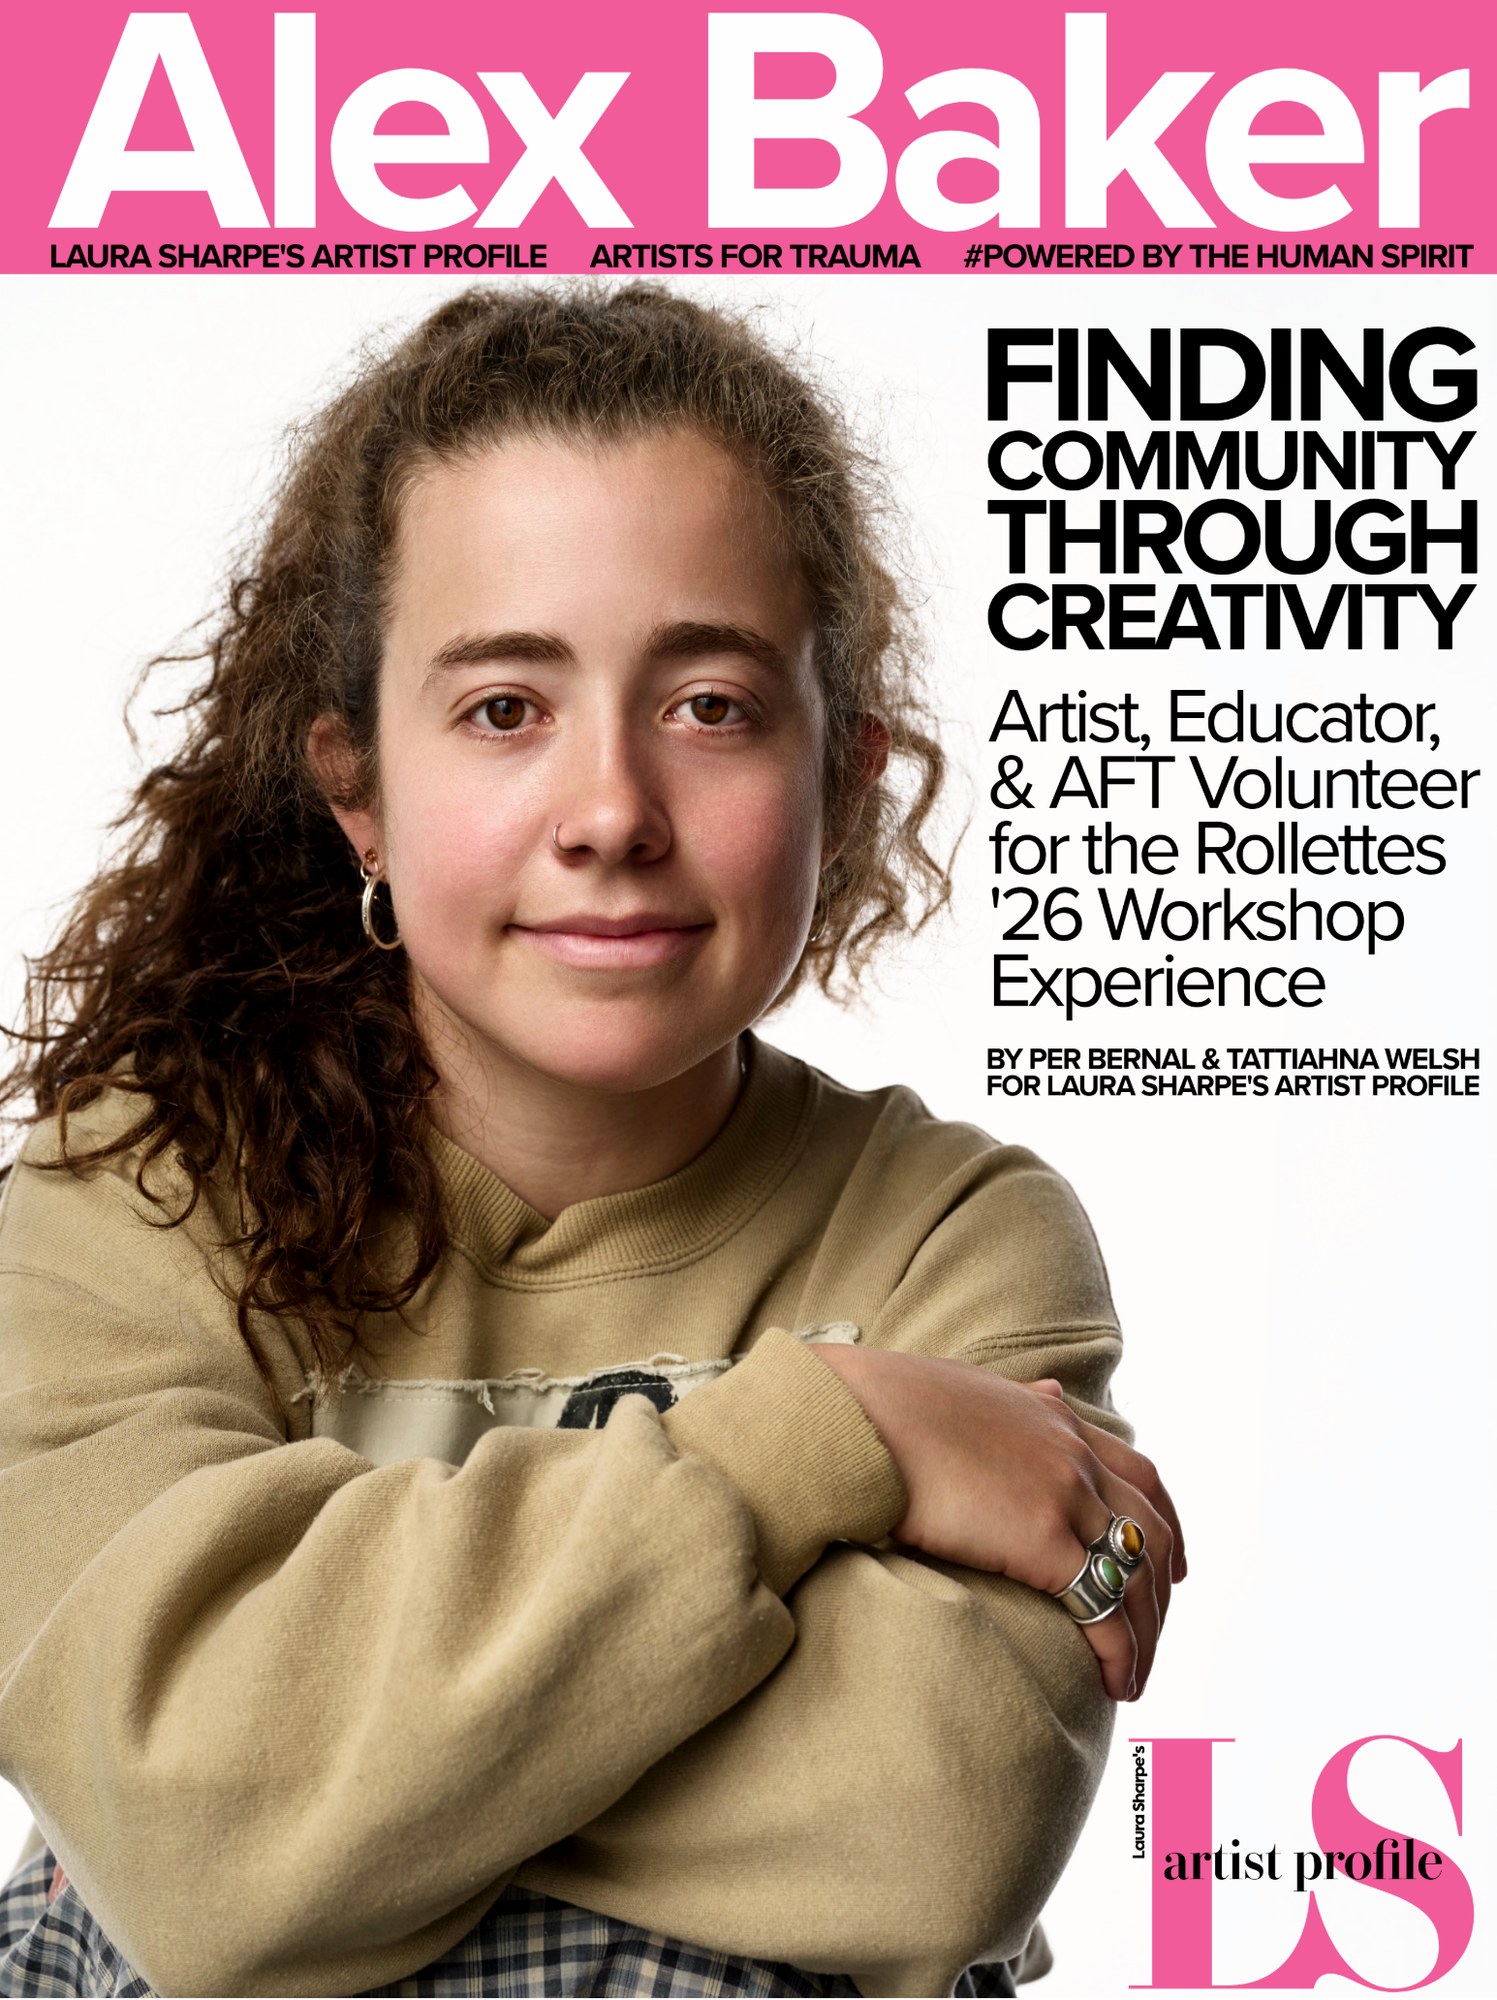 Alex Baker
LAURA SHARPE'S ARTIST PROFILE ARTISTS FOR TRAUMA #POWERED BY THE HUMAN SPIRIT
FINDING
COMMUNITY
THROUGH
CREATIVITY
Artist, Educator,
& AFT Volunteer
for the Rollettes
'26 Workshop
Experience
BY PER BERNAL & TATTIAHNA WELSH
FOR LAURA SHARPE'S ARTIST PROFILE
Laura Sharpe's
LS
artist profile